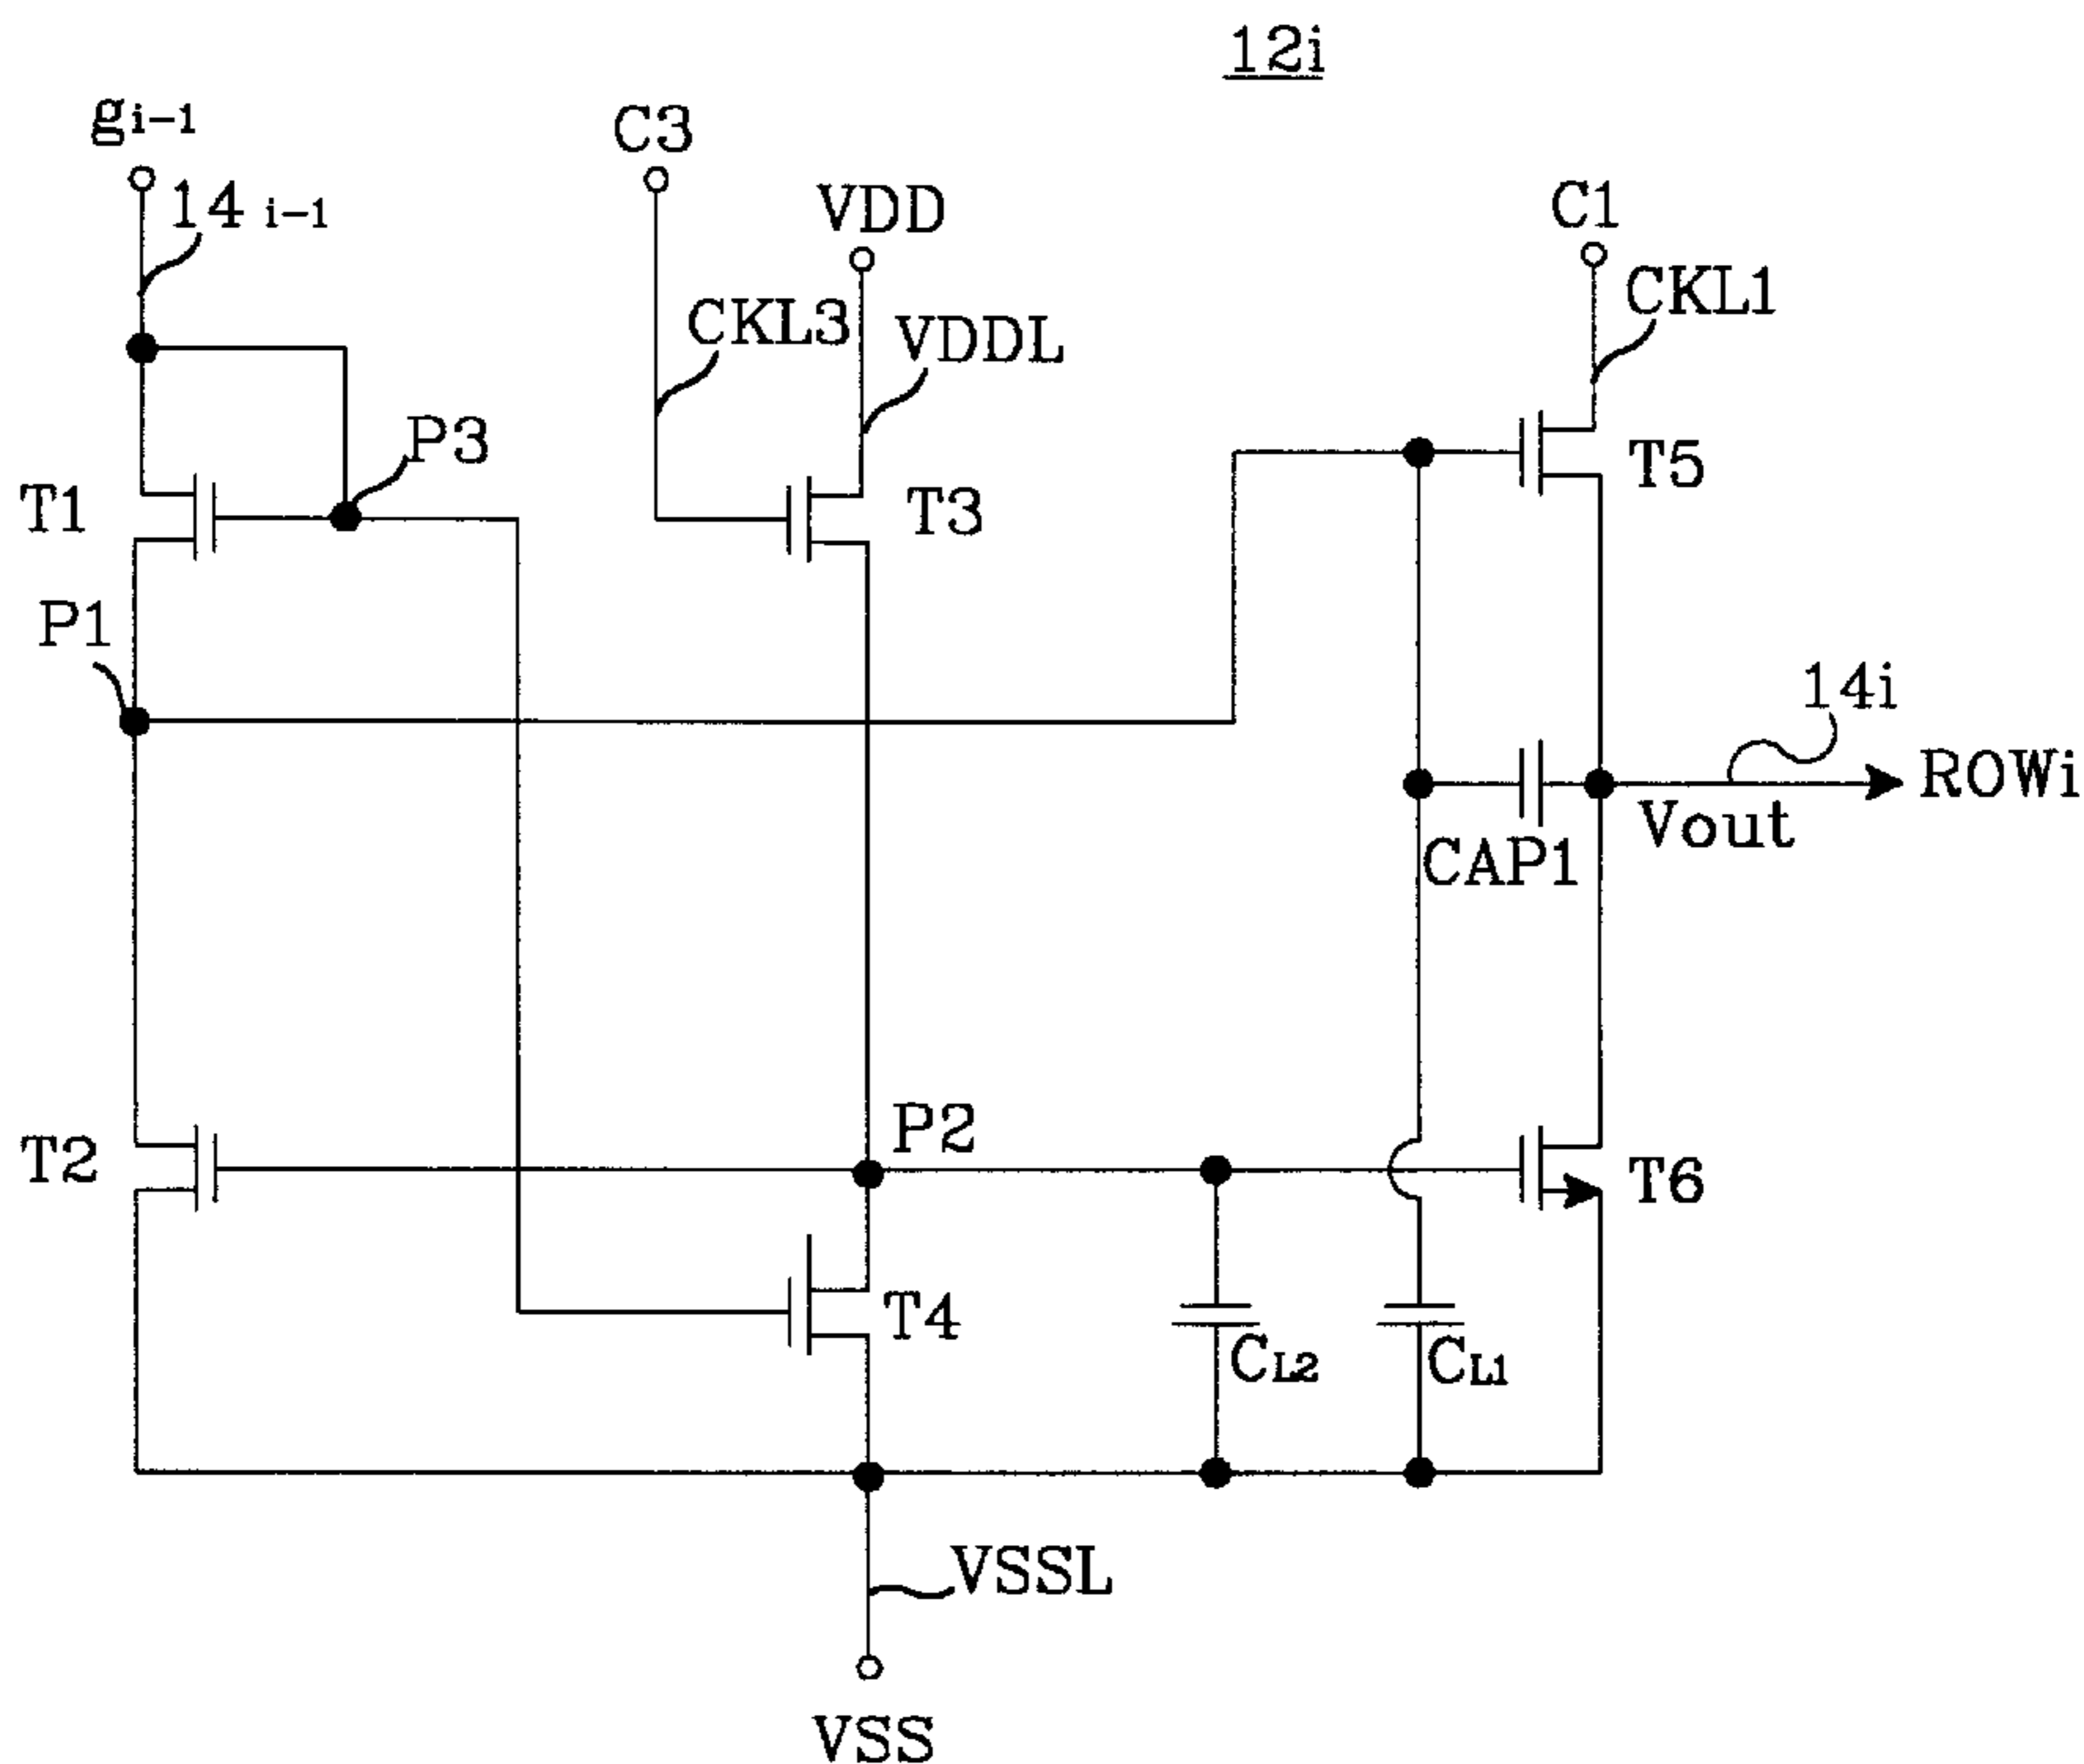 12i
gi-1
C3
14 i-1
VDD
C1
CKL3
VDDL
CKL1
P3
T1
T3
T5
P1
14i
ROWi
Vout
CAP1
P2
T2
T6
T4
CL2
CL1
VSSL
VSS